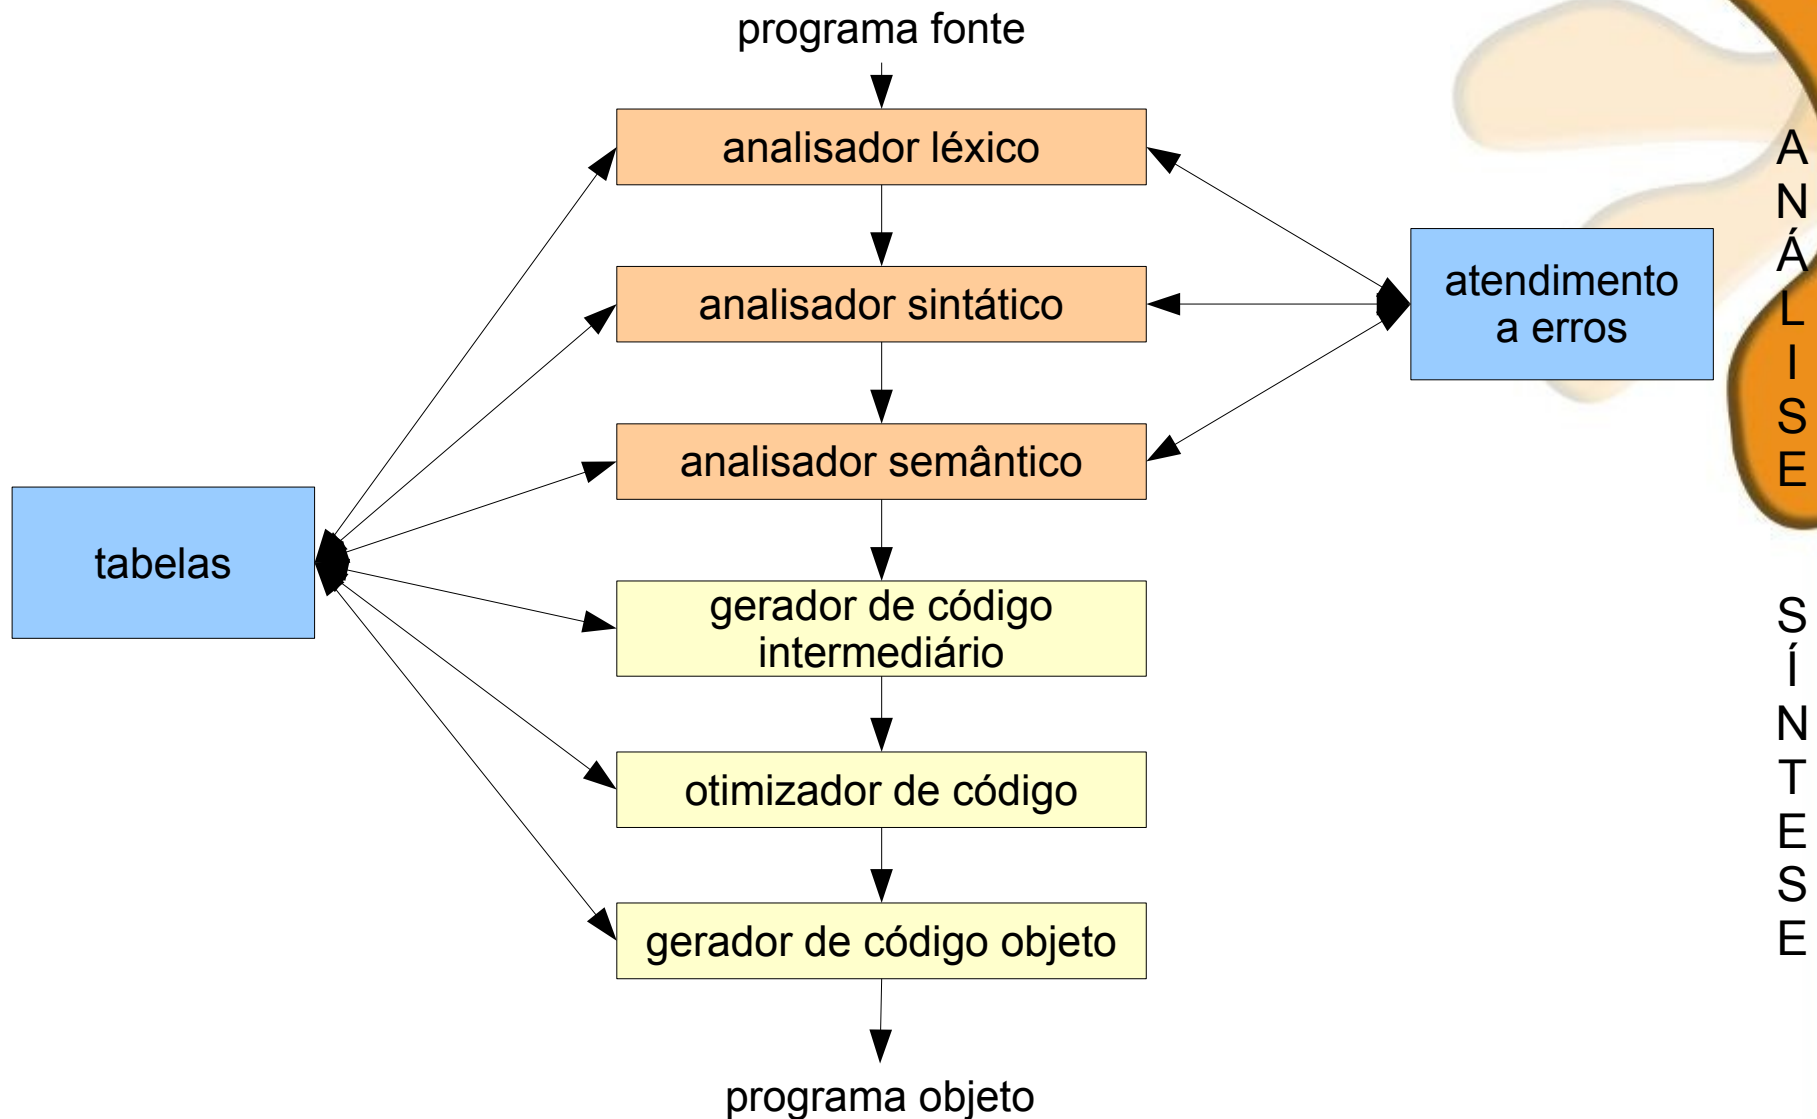 programa fonte
analisador léxico
analisador sintático
atendimento
a erros
analisador semântico
tabelas
gerador de código
intermediário
otimizador de código
gerador de código objeto
programa objeto
A
N
Á
L
I
S
E
S
Í
N
T
E
S
E